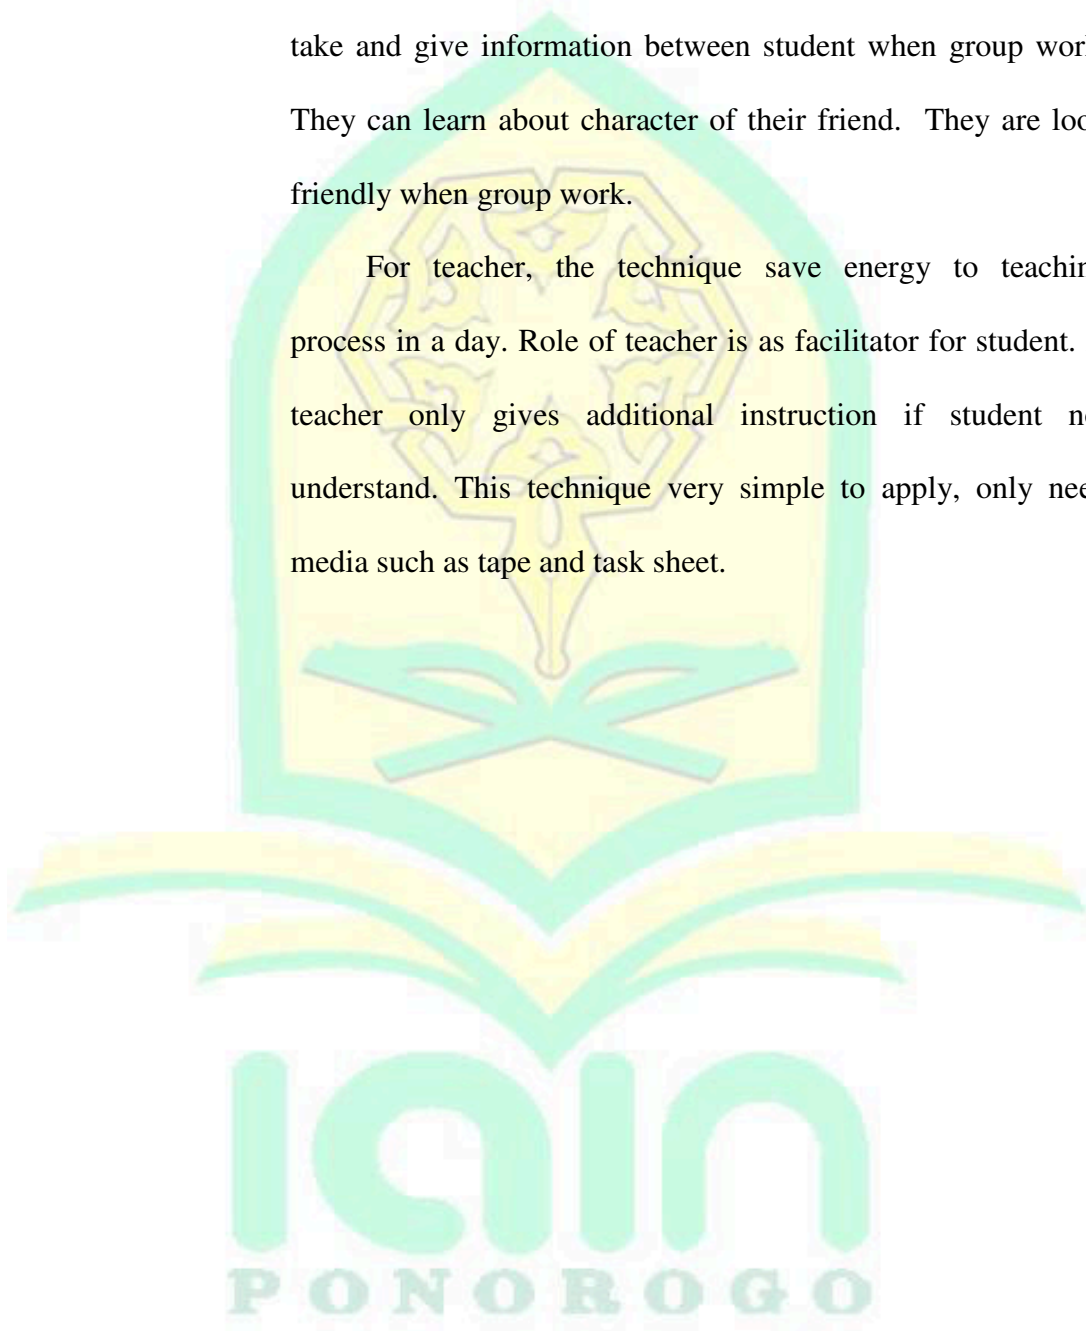 take and give information between student when group wor
They can learn about character of their friend. They are loo
friendly when group work.
For teacher, the technique save energy to teachin
process in a day. Role of teacher is as facilitator for student.
teacher only gives additional instruction if student n
understand. This technique very simple to apply, only nee
media such as tape and task sheet.
iain
PONOROGO